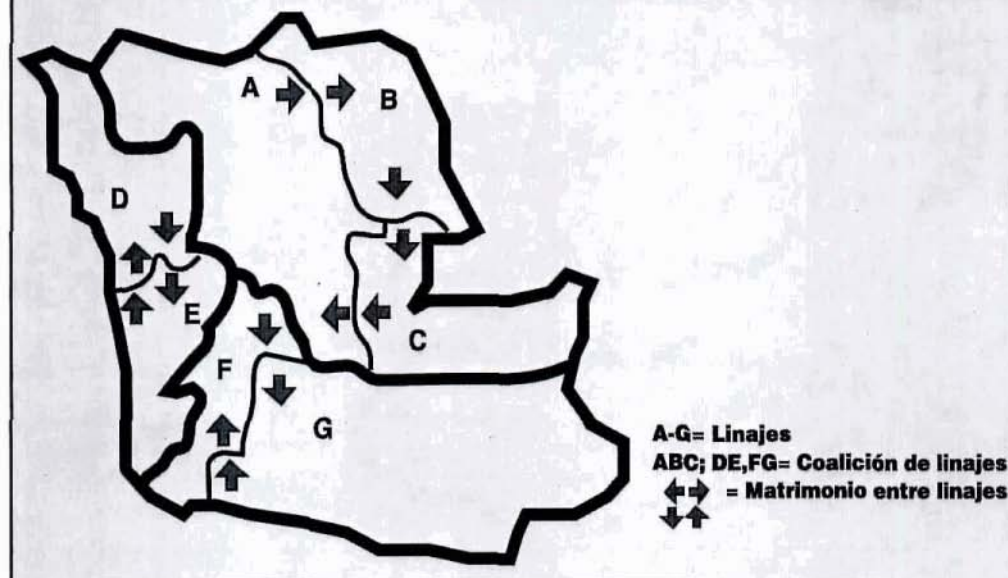 A
B
D
E
C
F
G
A-G= Linajes
ABC; DE,FG= Coalición de linajes
= Matrimonio entre linajes